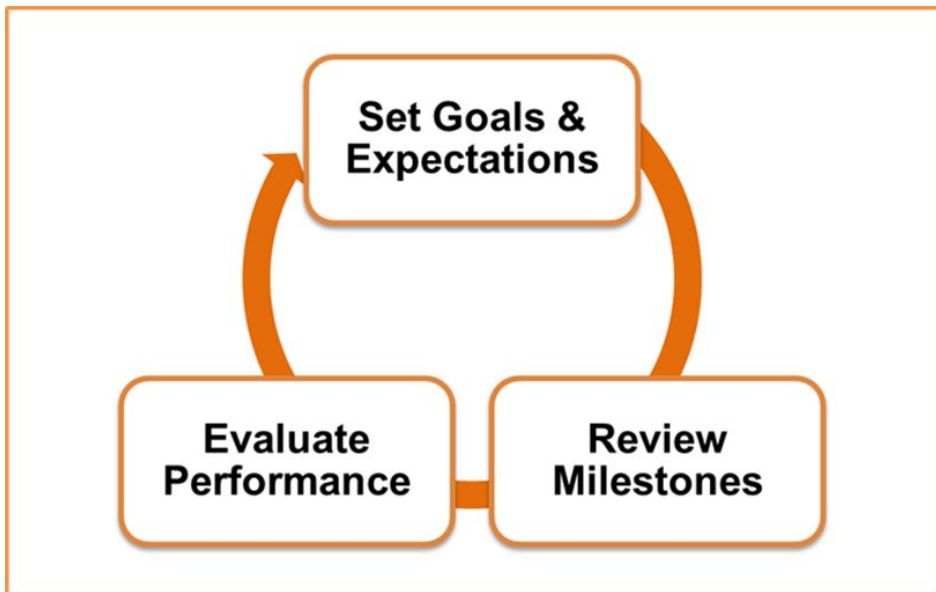 Set Goals &
Expectations
Review
Milestones
Evaluate
Performance